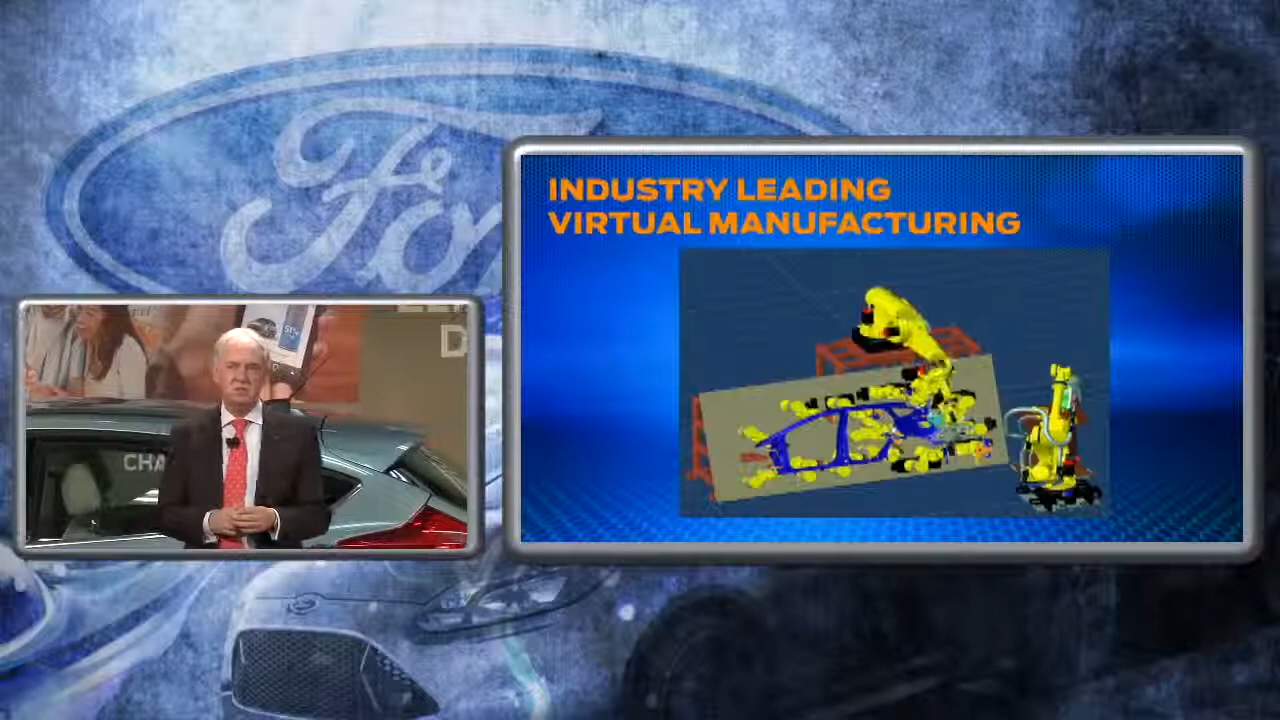 Ford
INDUSTRY LEADING
VIRTUAL MANUFACTURING
D
CHA